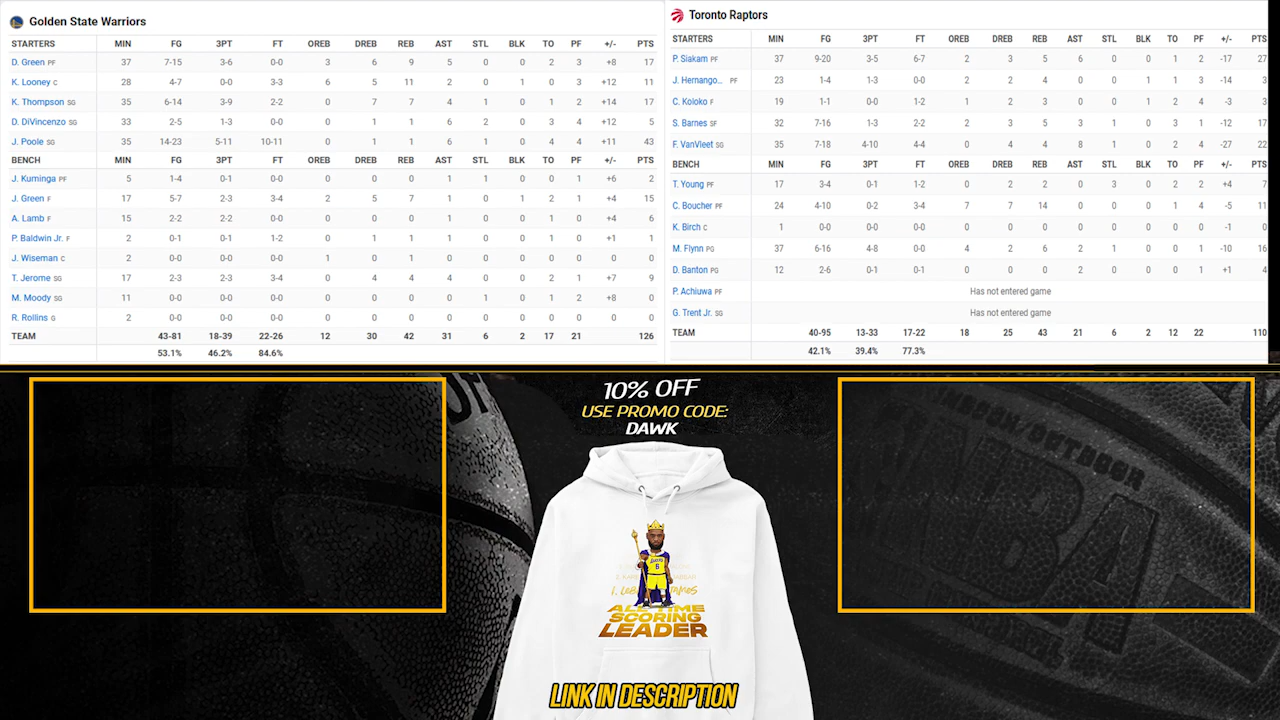 Golden State Warriors
STARTERS MIN FG 3PT FT OREB DREB REB AST STL BLK TO PF +/- PTS
D. Green PF 37 7-15 3-6 0-0 3 6 9 5 0 0 2 3 +8 17
K. Looney C 28 4-7 0-0 3-3 6 5 11 2 0 1 0 3 +12 11
K. Thompson SG 35 6-14 3-9 2-2 0 7 7 4 1 0 1 2 +14 17
D. DiVincenzo SG 33 2-5 1-3 0-0 0 1 1 6 2 0 3 4 +12 5
J. Poole SG 35 14-23 5-11 10-11 0 1 1 6 1 0 4 4 +11 43
BENCH MIN FG 3PT FT OREB DREB REB AST STL BLK TO PF +/- PTS
J. Kuminga PF 5 1-4 0-1 0-0 0 0 0 1 1 0 1 0 +6 2
J. Green F 17 5-7 2-3 3-4 2 5 7 1 0 1 2 1 +4 15
A. Lamb F 15 2-2 2-2 0-0 0 0 0 1 0 0 1 0 +4 6
P. Baldwin Jr. F 2 0-1 0-1 1-2 0 1 1 1 0 0 0 0 +1 1
J. Wiseman C 2 0-0 0-0 0-0 1 0 1 0 0 0 0 0 0 0
T. Jerome SG 17 2-3 2-3 3-4 0 4 4 4 0 0 1 2 +7 9
M. Moody SG 11 0-0 0-0 0-0 0 0 0 0 1 0 1 2 +8 0
R. Rollins G 2 0-0 0-0 0-0 0 0 0 0 0 0 0 0 0 0
TEAM 43-81 18-39 22-26 12 30 42 31 6 2 17 21 126
53.1% 46.2% 84.6%
Toronto Raptors
STARTERS MIN FG 3PT FT OREB DREB REB AST STL BLK TO PF +/- PTS
P. Siakam PF 37 9-20 3-5 6-7 2 3 5 6 0 0 1 2 -17 27
J. Hernango... PF 23 1-4 1-3 0-0 2 2 4 0 0 1 1 3 -14 3
C. Koloko F 19 1-1 0-0 1-2 1 2 3 0 0 1 2 4 -3 3
S. Barnes SF 32 7-16 1-3 2-2 2 3 5 3 1 0 3 1 -12 17
F. VanVleet SG 35 7-18 4-10 4-4 0 4 4 8 1 0 2 4 -27 22
BENCH MIN FG 3PT FT OREB DREB REB AST STL BLK TO PF +/- PTS
T. Young PF 17 3-4 0-1 1-2 0 2 2 0 3 0 2 2 +4 7
C. Boucher PF 24 4-10 0-2 3-4 7 7 14 0 0 0 1 4 -5 11
K. Birch C 1 0-0 0-0 0-0 0 0 0 0 0 0 0 0 -1 0
M. Flynn PG 37 6-16 4-8 0-0 4 2 6 2 1 0 0 1 -10 16
D. Banton PG 12 2-6 0-1 0-1 0 0 0 2 0 0 0 1 +1 4
P. Achiuwa PF Has not entered game
G. Trent Jr. SG Has not entered game
TEAM 40-95 13-33 17-22 18 25 43 21 6 2 12 22 110
42.1% 39.4% 77.3%
10% OFF
USE PROMO CODE:
DAWK
ALL TIME
SCORING
LEADER
LINK IN DESCRIPTION